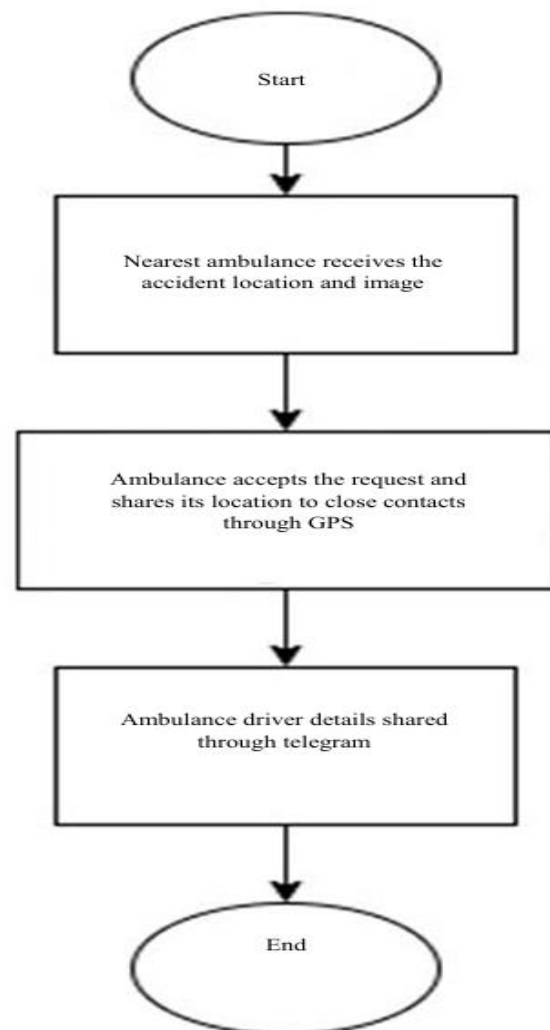 Start
Nearest ambulance receives the
accident location and image
Ambulance accepts the request and
shares its location to close contacts
through GPS
Ambulance driver details shared
through telegram
End